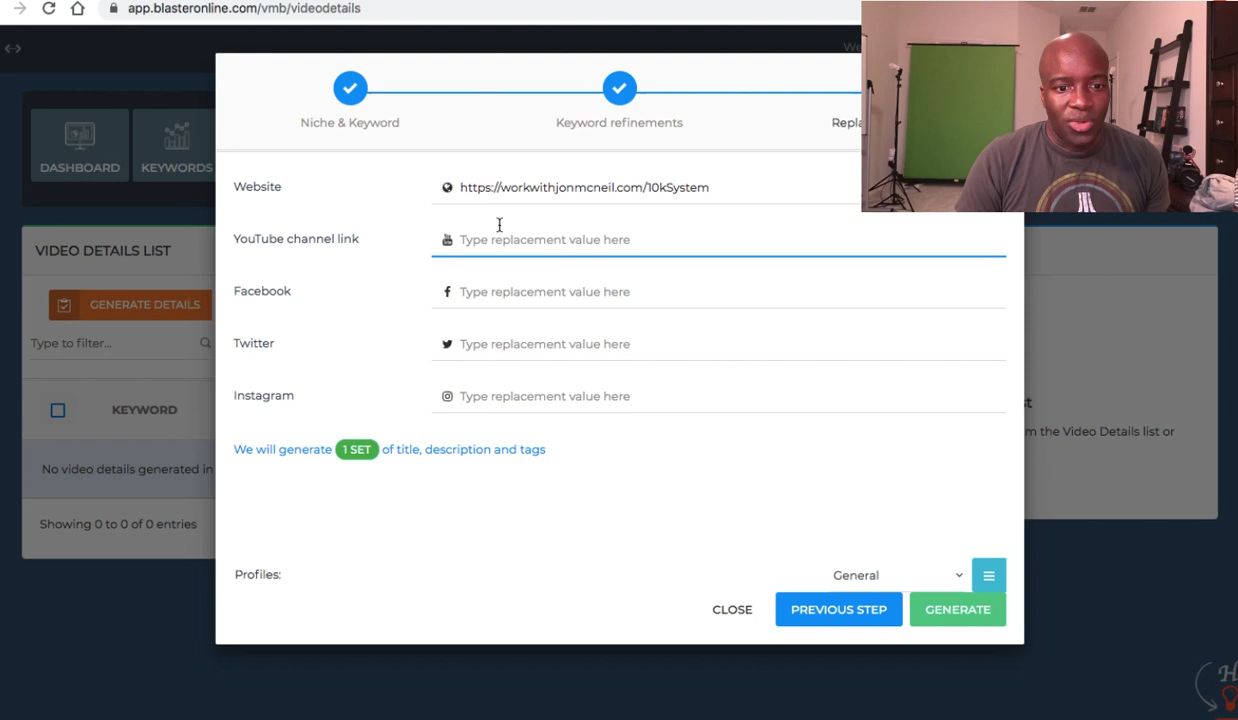 app.blasteronline.com/vmb/videodetails
We
Niche & Keyword
Keyword refinements
Repla
DASHBOARD
KEYWORDS
Website
https://workwithjonmcneil.com/10kSystem
VIDEO DETAILS LIST
YouTube channel link
Type replacement value here
GENERATE DETAILS
Facebook
Type replacement value here
Type to filter...
Twitter
Type replacement value here
Instagram
Type replacement value here
KEYWORD
st
m the Video Details list or
We will generate 1 SET of title, description and tags
No video details generated in
Showing 0 to 0 of 0 entries
Profiles:
General
CLOSE
PREVIOUS STEP
GENERATE
H